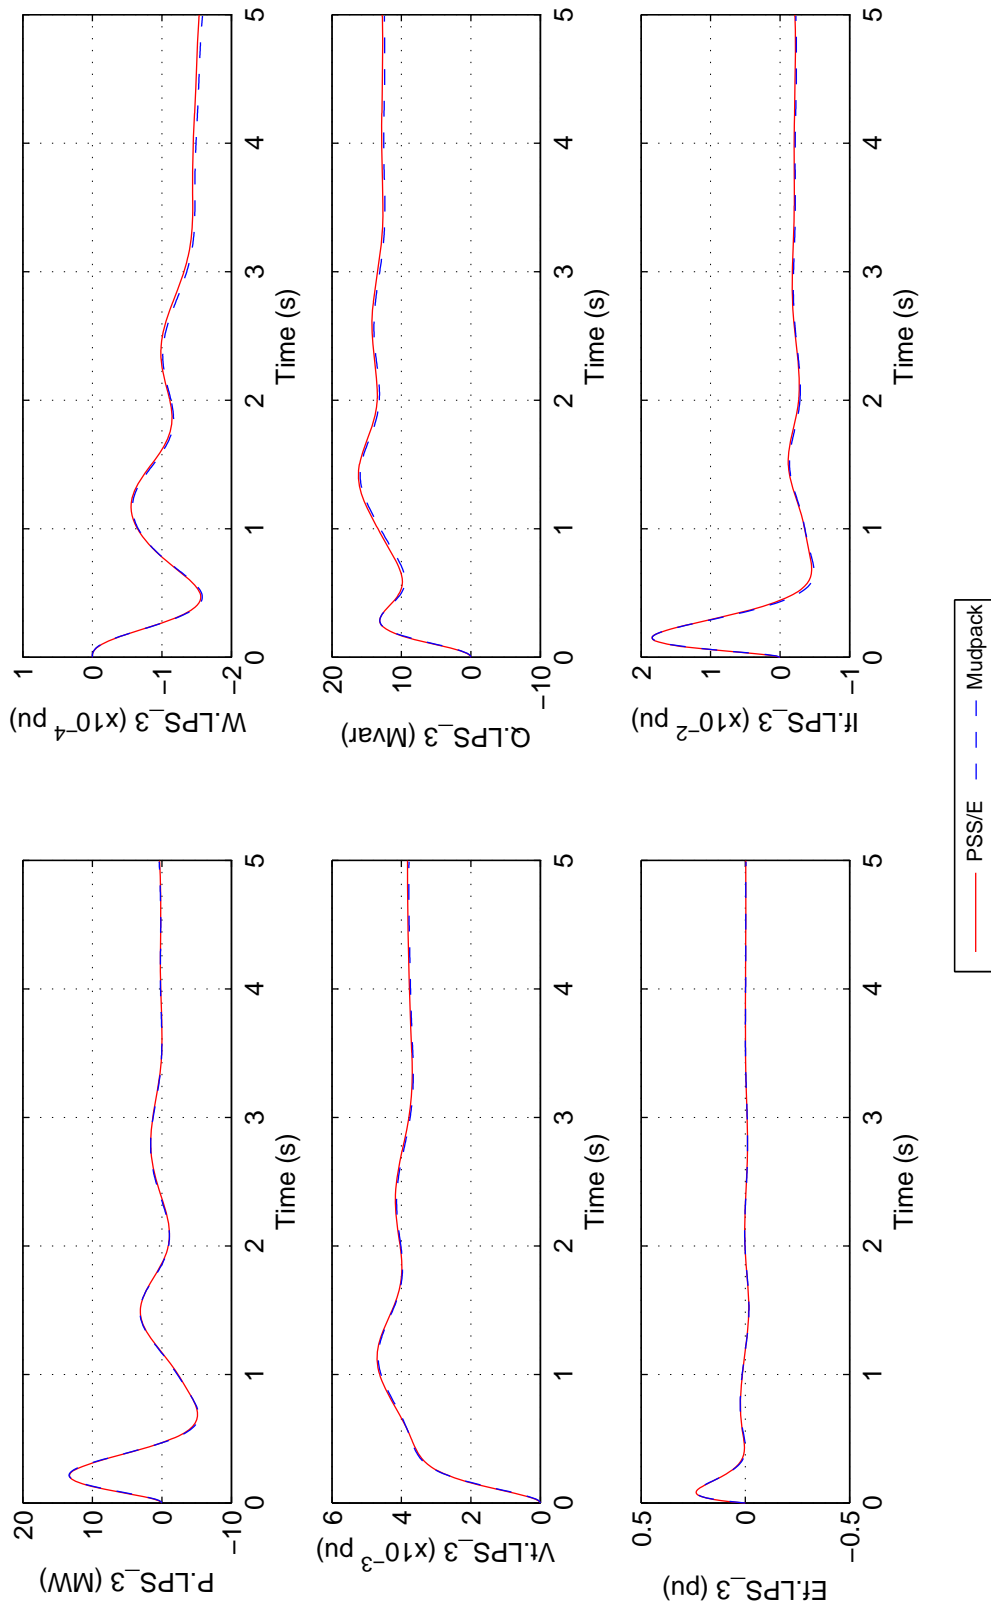 P.LPS_3 (MW)
20
10
0
−10
0 1 2 3 4 5
Time (s)
W.LPS_3 (x10⁻⁴ pu)
1
0
−1
−2
0 1 2 3 4 5
Time (s)
Vt.LPS_3 (x10⁻³ pu)
6
4
2
0
0 1 2 3 4 5
Time (s)
Q.LPS_3 (Mvar)
20
10
0
−10
0 1 2 3 4 5
Time (s)
Ef.LPS_3 (pu)
0.5
0
−0.5
0 1 2 3 4 5
Time (s)
If.LPS_3 (x10⁻² pu)
2
1
0
−1
0 1 2 3 4 5
Time (s)
PSS/E Mudpack